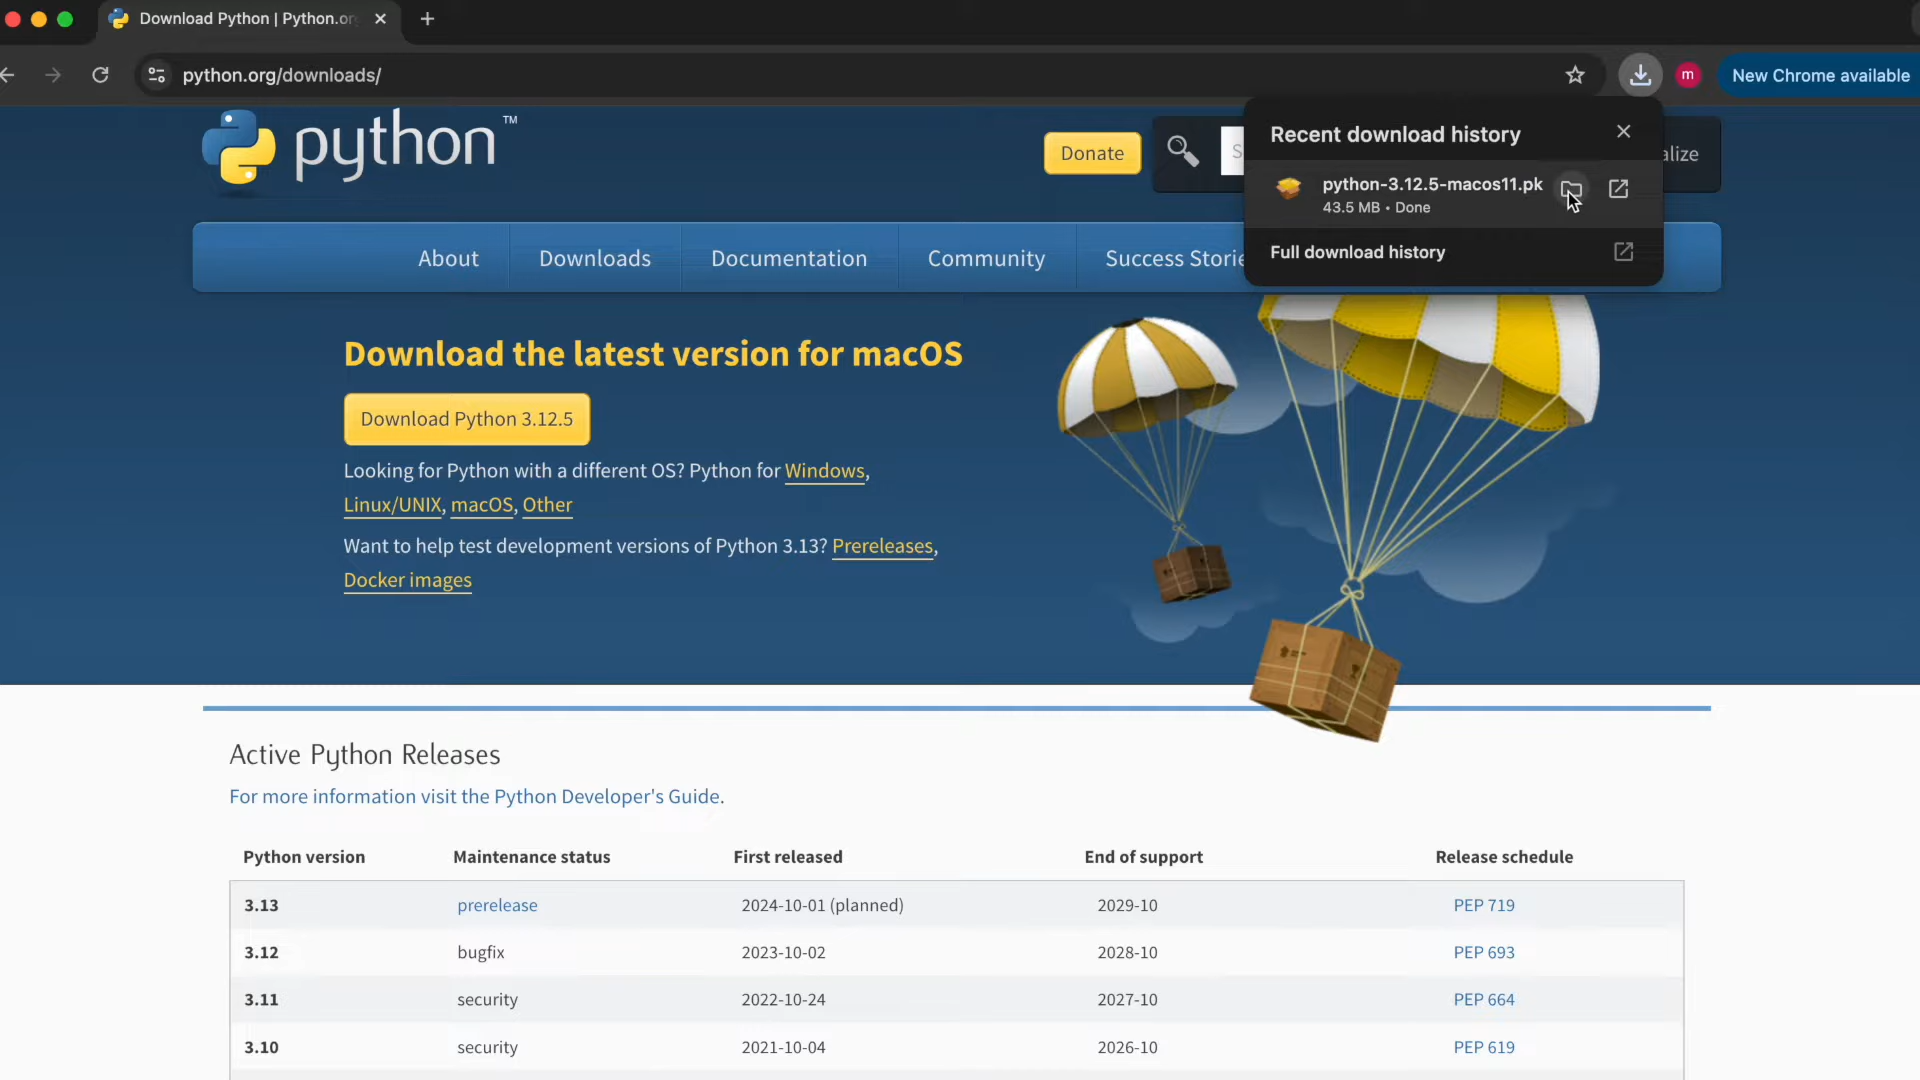 Download Python | Python.or
python.org/downloads/
m
New Chrome available
python™
Donate
S
alize
Recent download history
python-3.12.5-macos11.pk
43.5 MB • Done
Full download history
About
Downloads
Documentation
Community
Success Storie
Download the latest version for macOS
Download Python 3.12.5
Looking for Python with a different OS? Python for Windows,
Linux/UNIX, macOS, Other
Want to help test development versions of Python 3.13? Prereleases,
Docker images
Active Python Releases
For more information visit the Python Developer's Guide.
Python version Maintenance status First released End of support Release schedule
3.13 prerelease 2024-10-01 (planned) 2029-10 PEP 719
3.12 bugfix 2023-10-02 2028-10 PEP 693
3.11 security 2022-10-24 2027-10 PEP 664
3.10 security 2021-10-04 2026-10 PEP 619